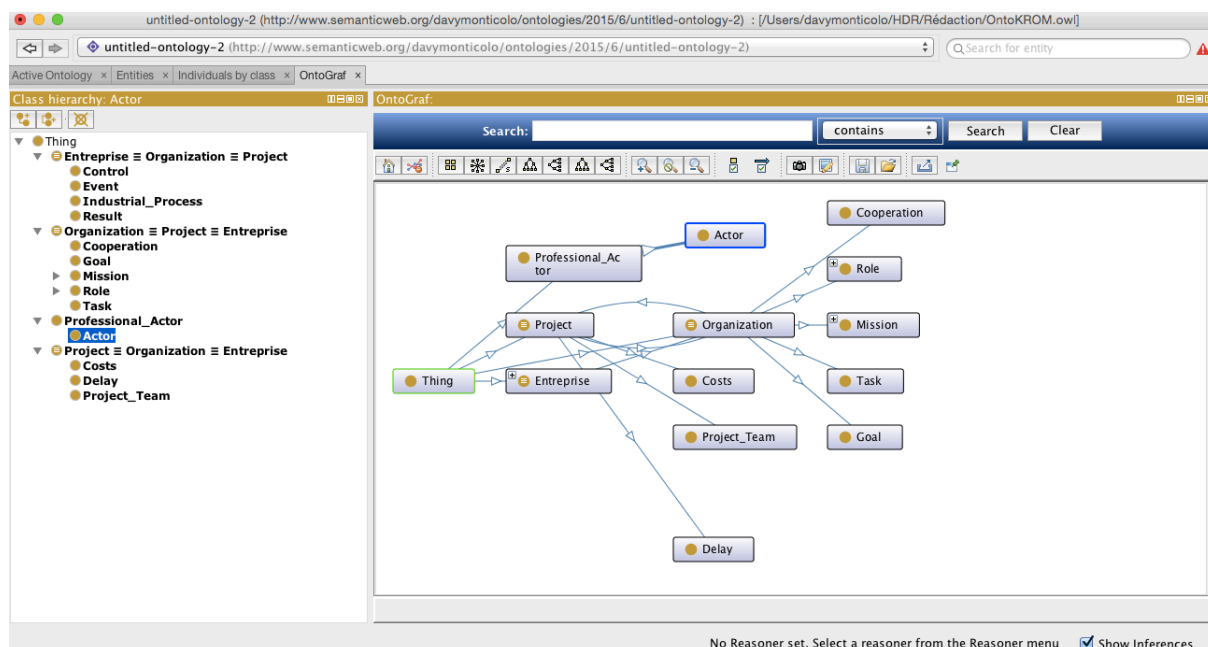 untitled-ontology-2 (http://www.semanticweb.org/davymonticolo/ontologies/2015/6/untitled-ontology-2) : [/Users/davymonticolo/HDR/Rédaction/OntoKROM.owl]
untitled-ontology-2 (http://www.semanticweb.org/davymonticolo/ontologies/2015/6/untitled-ontology-2)
Search for entity
Active Ontology × Entities × Individuals by class × OntoGraf ×
Class hierarchy: Actor
Thing
Entreprise ≡ Organization ≡ Project
Control
Event
Industrial_Process
Result
Organization ≡ Project ≡ Entreprise
Cooperation
Goal
Mission
Role
Task
Professional_Actor
Actor
Project ≡ Organization ≡ Entreprise
Costs
Delay
Project_Team
OntoGraf:
Search: contains Search Clear
Cooperation
Actor
Professional_Ac
tor
Role
Project
Organization
Mission
Thing
Entreprise
Costs
Task
Project_Team
Goal
Delay
No Reasoner set. Select a reasoner from the Reasoner menu Show Inferences